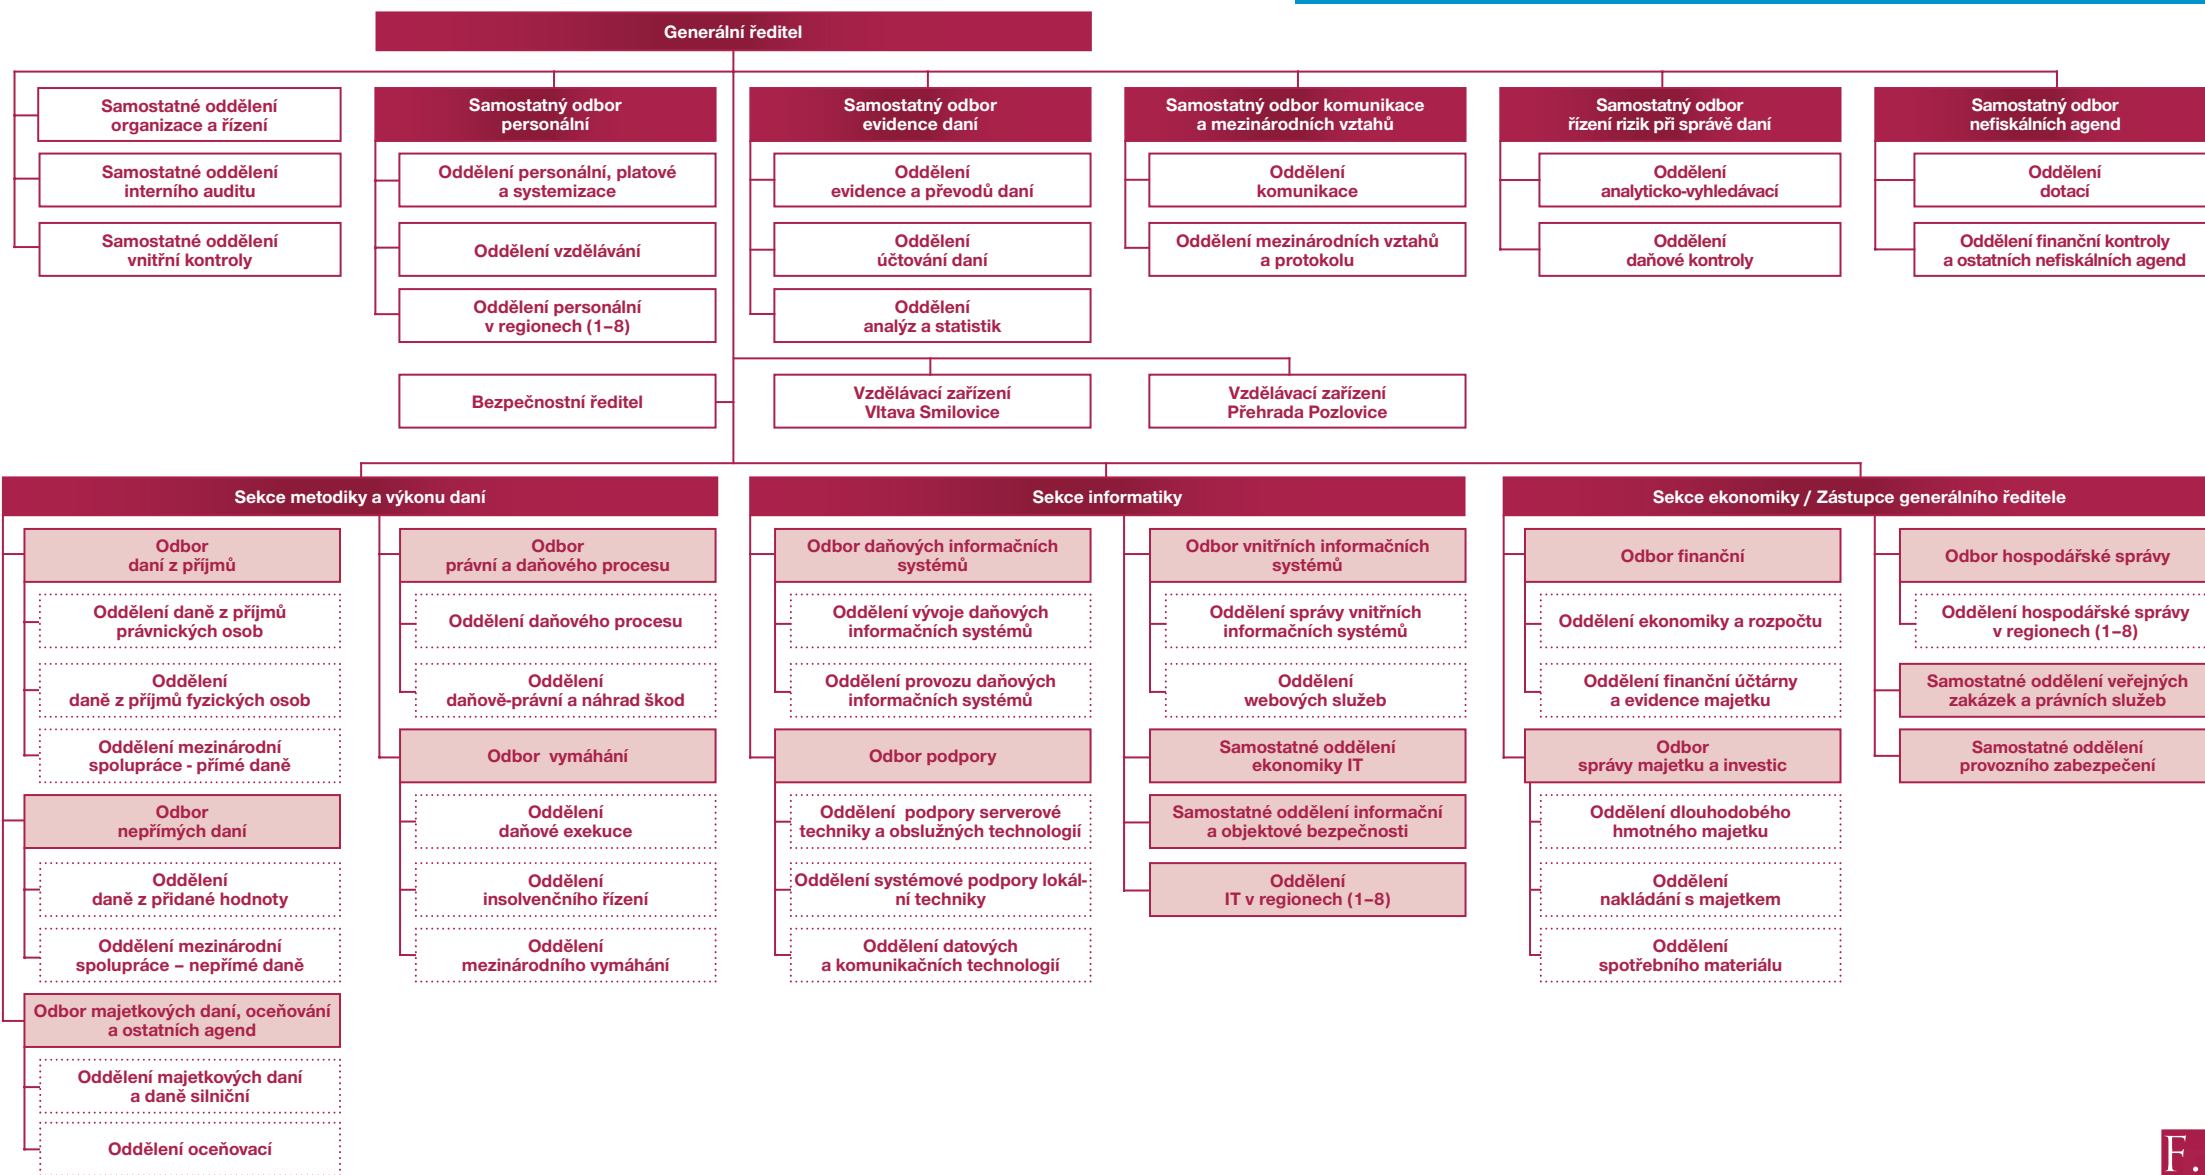 Generální ředitel
Samostatné oddělení
organizace a řízení
Samostatné oddělení
interního auditu
Samostatné oddělení
vnitřní kontroly
Samostatný odbor
personální
Oddělení personální, platové
a systemizace
Oddělení vzdělávání
Oddělení personální
v regionech (1–8)
Samostatný odbor
evidence daní
Oddělení
evidence a převodů daní
Oddělení
účtování daní
Oddělení
analýz a statistik
Samostatný odbor komunikace
a mezinárodních vztahů
Oddělení
komunikace
Oddělení mezinárodních vztahů
a protokolu
Samostatný odbor
řízení rizik při správě daní
Oddělení
analyticko-vyhledávací
Oddělení
daňové kontroly
Samostatný odbor
nefiskálních agend
Oddělení
dotací
Oddělení finanční kontroly
a ostatních nefiskálních agend
Bezpečnostní ředitel
Vzdělávací zařízení
Vltava Smilovice
Vzdělávací zařízení
Přehrada Pozlovice
Sekce metodiky a výkonu daní
Odbor
daní z příjmů
Oddělení daně z příjmů
právnických osob
Oddělení
daně z příjmů fyzických osob
Oddělení mezinárodní
spolupráce - přímé daně
Odbor
nepřímých daní
Oddělení
daně z přidané hodnoty
Oddělení mezinárodní
spolupráce – nepřímé daně
Odbor majetkových daní, oceňování
a ostatních agend
Oddělení majetkových daní
a daně silniční
Oddělení oceňovací
Odbor
právní a daňového procesu
Oddělení daňového procesu
Oddělení
daňově-právní a náhrad škod
Odbor vymáhání
Oddělení
daňové exekuce
Oddělení
insolvenčního řízení
Oddělení
mezinárodního vymáhání
Sekce informatiky
Odbor daňových informačních
systémů
Oddělení vývoje daňových
informačních systémů
Oddělení provozu daňových
informačních systémů
Odbor podpory
Oddělení podpory serverové
techniky a obslužných technologií
Oddělení systémové podpory lokál-
ní techniky
Oddělení datových
a komunikačních technologií
Odbor vnitřních informačních
systémů
Oddělení správy vnitřních
informačních systémů
Oddělení
webových služeb
Samostatné oddělení
ekonomiky IT
Samostatné oddělení informační
a objektové bezpečnosti
Oddělení
IT v regionech (1–8)
Sekce ekonomiky / Zástupce generálního ředitele
Odbor finanční
Oddělení ekonomiky a rozpočtu
Oddělení finanční účtárny
a evidence majetku
Odbor
správy majetku a investic
Oddělení dlouhodobého
hmotného majetku
Oddělení
nakládání s majetkem
Oddělení
spotřebního materiálu
Odbor hospodářské správy
Oddělení hospodářské správy
v regionech (1–8)
Samostatné oddělení veřejných
zakázek a právních služeb
Samostatné oddělení
provozního zabezpečení
F.